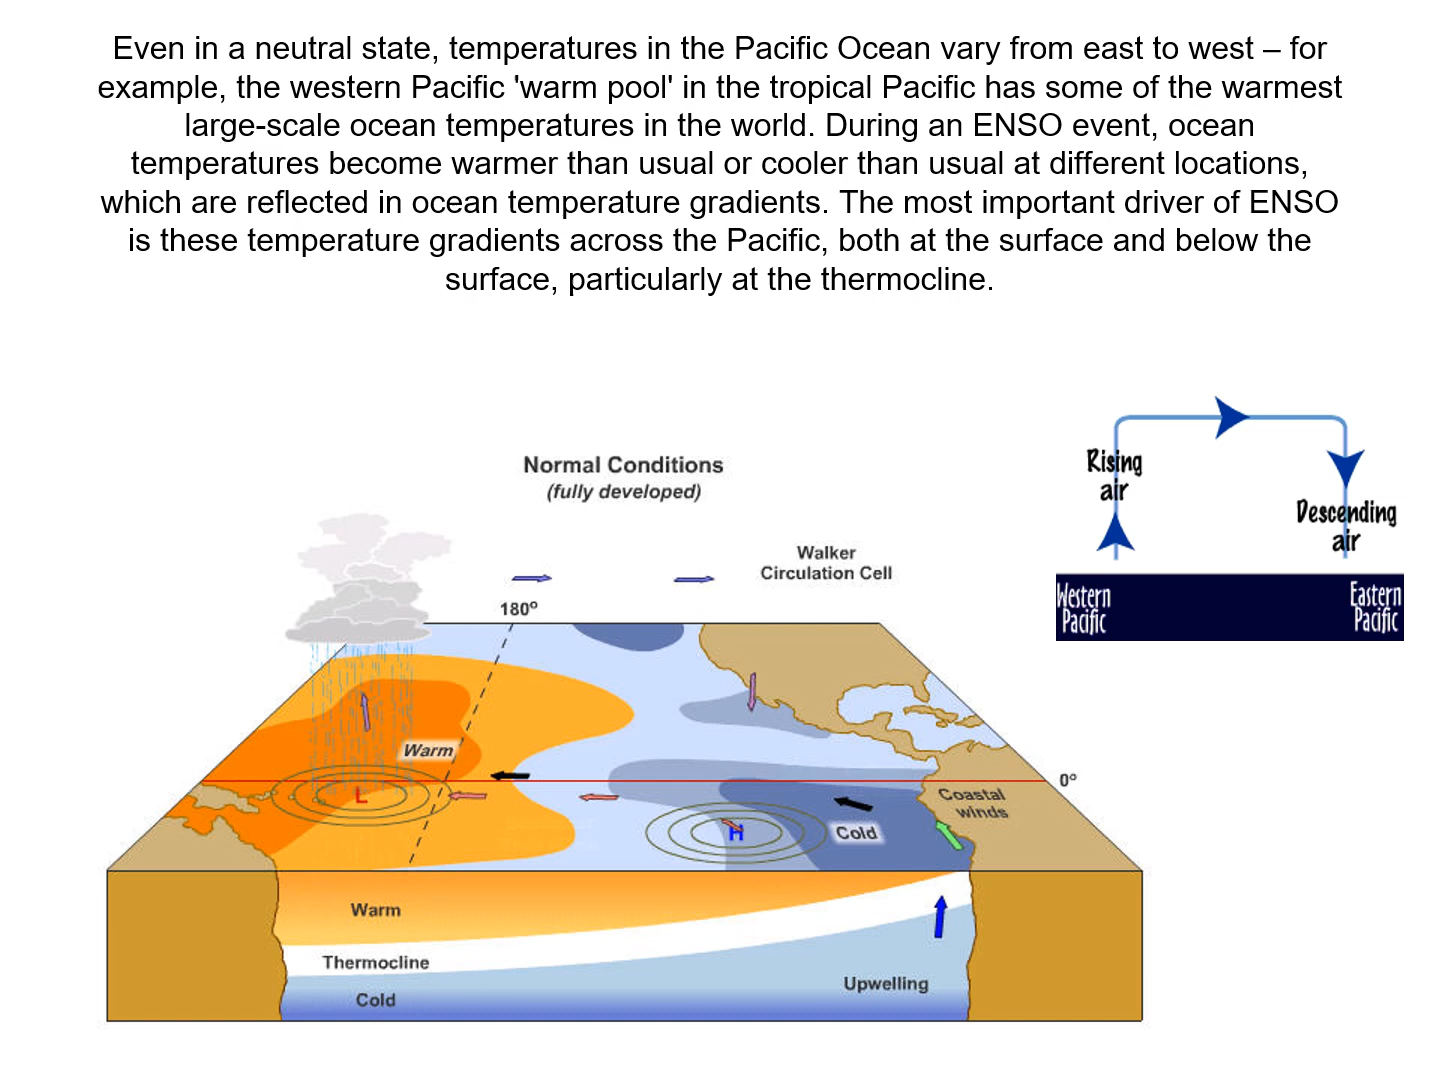 Even in a neutral state, temperatures in the Pacific Ocean vary from east to west – for
example, the western Pacific 'warm pool' in the tropical Pacific has some of the warmest
large-scale ocean temperatures in the world. During an ENSO event, ocean
temperatures become warmer than usual or cooler than usual at different locations,
which are reflected in ocean temperature gradients. The most important driver of ENSO
is these temperature gradients across the Pacific, both at the surface and below the
surface, particularly at the thermocline.
Normal Conditions
(fully developed)
Walker
Circulation Cell
180º
Warm
L
H
Cold
Coastal
winds
0°
Warm
Thermocline
Cold
Upwelling
Rising
air
Descending
air
Western
Pacific
Eastern
Pacific